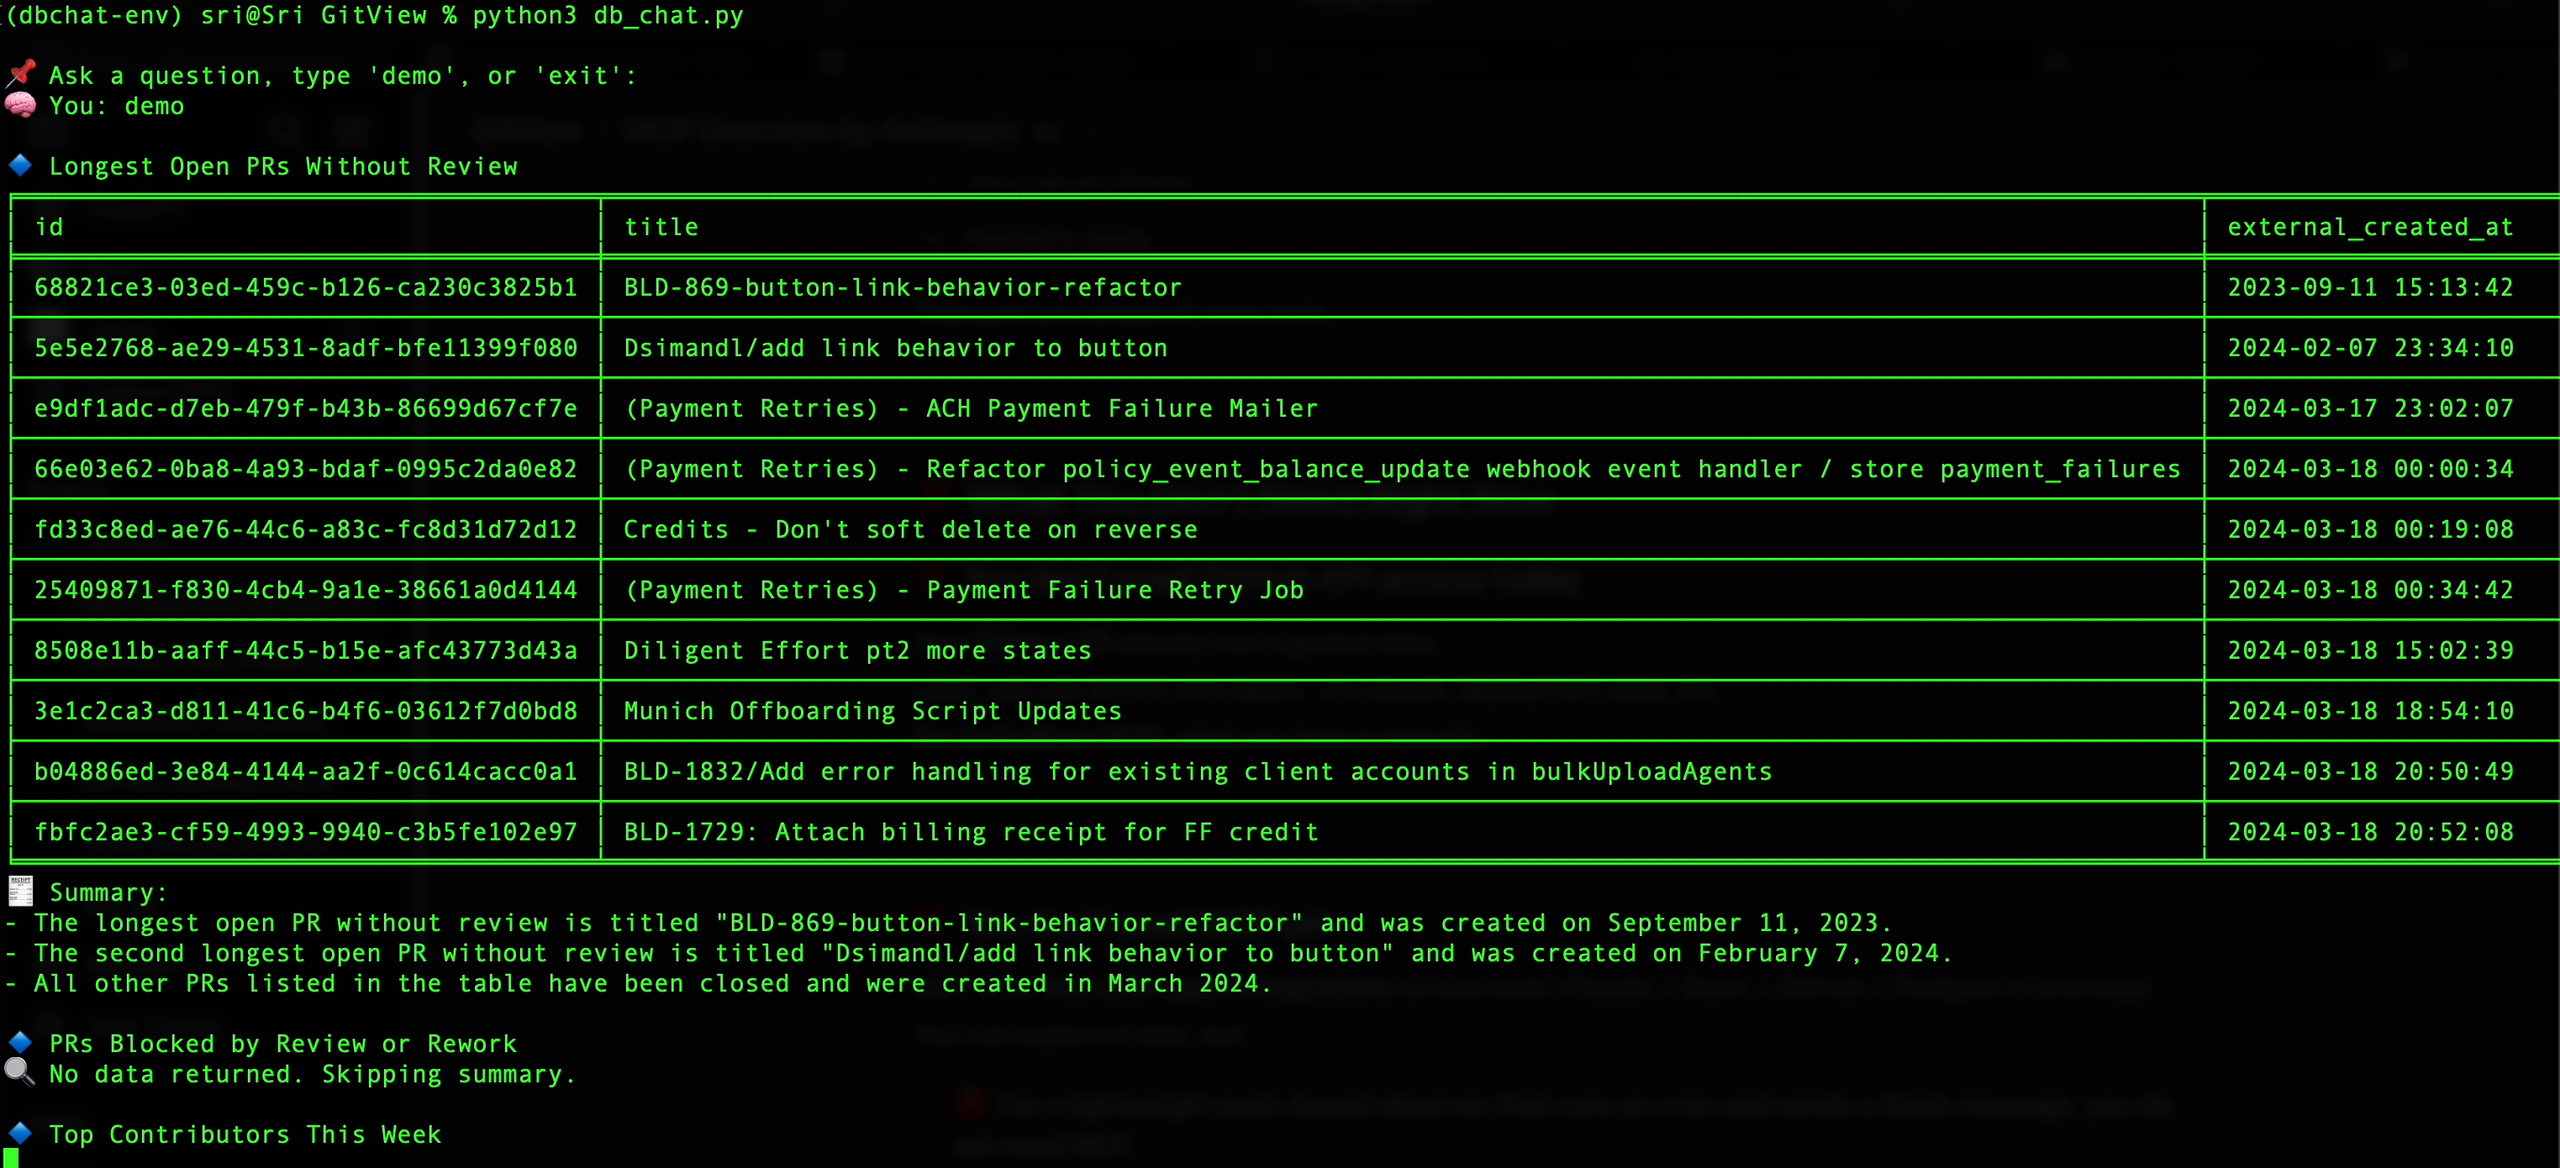 (dbchat-env) sri@Sri GitView % python3 db_chat.py
📌 Ask a question, type 'demo', or 'exit':
🧠 You: demo
🔷 Longest Open PRs Without Review
id title external_created_at
68821ce3-03ed-459c-b126-ca230c3825b1 BLD-869-button-link-behavior-refactor 2023-09-11 15:13:42
5e5e2768-ae29-4531-8adf-bfe11399f080 Dsimandl/add link behavior to button 2024-02-07 23:34:10
e9df1adc-d7eb-479f-b43b-86699d67cf7e (Payment Retries) - ACH Payment Failure Mailer 2024-03-17 23:02:07
66e03e62-0ba8-4a93-bdaf-0995c2da0e82 (Payment Retries) - Refactor policy_event_balance_update webhook event handler / store payment_failures 2024-03-18 00:00:34
fd33c8ed-ae76-44c6-a83c-fc8d31d72d12 Credits - Don't soft delete on reverse 2024-03-18 00:19:08
25409871-f830-4cb4-9a1e-38661a0d4144 (Payment Retries) - Payment Failure Retry Job 2024-03-18 00:34:42
8508e11b-aaff-44c5-b15e-afc43773d43a Diligent Effort pt2 more states 2024-03-18 15:02:39
3e1c2ca3-d811-41c6-b4f6-03612f7d0bd8 Munich Offboarding Script Updates 2024-03-18 18:54:10
b04886ed-3e84-4144-aa2f-0c614cacc0a1 BLD-1832/Add error handling for existing client accounts in bulkUploadAgents 2024-03-18 20:50:49
fbfc2ae3-cf59-4993-9940-c3b5fe102e97 BLD-1729: Attach billing receipt for FF credit 2024-03-18 20:52:08
🧾 Summary:
- The longest open PR without review is titled "BLD-869-button-link-behavior-refactor" and was created on September 11, 2023.
- The second longest open PR without review is titled "Dsimandl/add link behavior to button" and was created on February 7, 2024.
- All other PRs listed in the table have been closed and were created in March 2024.
🔷 PRs Blocked by Review or Rework
🔍 No data returned. Skipping summary.
🔷 Top Contributors This Week